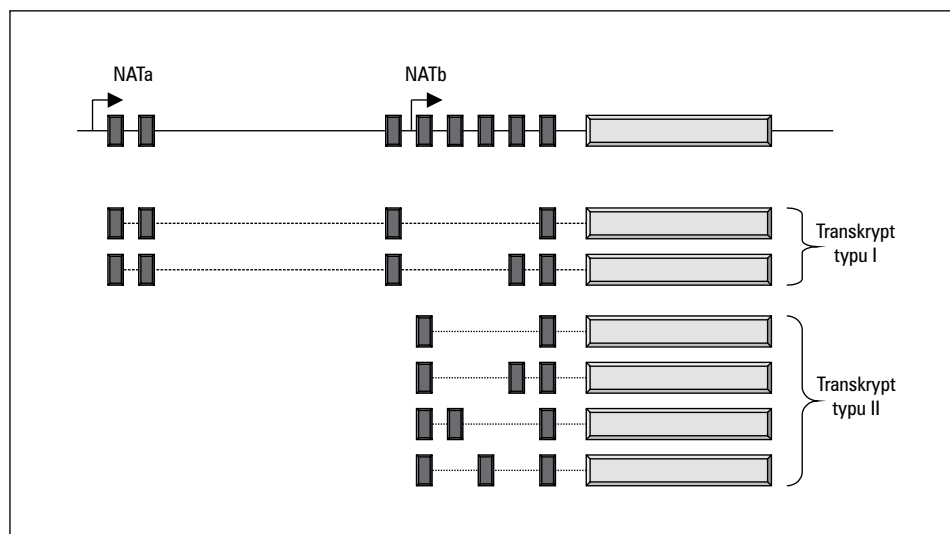 NATa
NATb
Transkrypt
typu I
Transkrypt
typu II